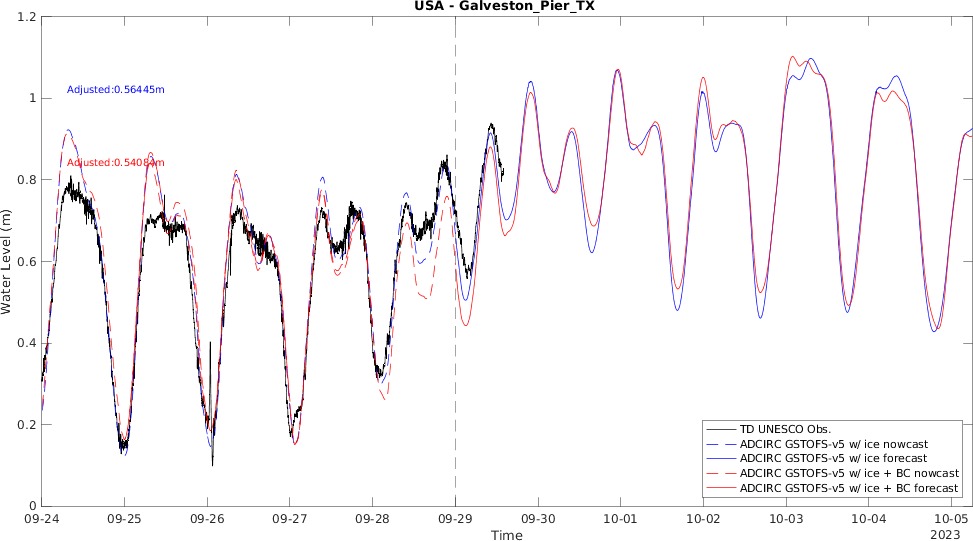 USA - Galveston_Pier_TX
1.2
1
0.8
0.6
0.4
0.2
0
Water Level (m)
Adjusted:0.56445m
Adjusted:0.54084m
TD UNESCO Obs.
ADCIRC GSTOFS-v5 w/ ice nowcast
ADCIRC GSTOFS-v5 w/ ice forecast
ADCIRC GSTOFS-v5 w/ ice + BC nowcast
ADCIRC GSTOFS-v5 w/ ice + BC forecast
09-24 09-25 09-26 09-27 09-28 09-29 09-30 10-01 10-02 10-03 10-04 10-05
Time
2023